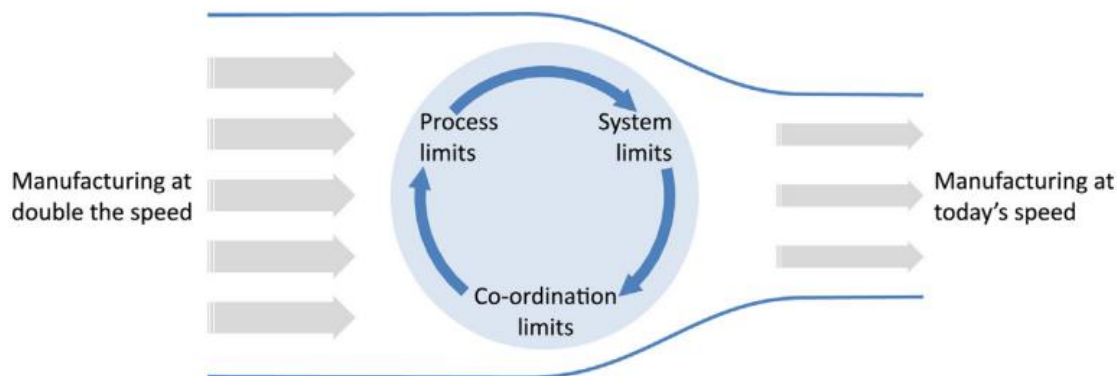 Process
limits
System
limits
Manufacturing at
double the speed
Manufacturing at
today's speed
Co-ordination
limits